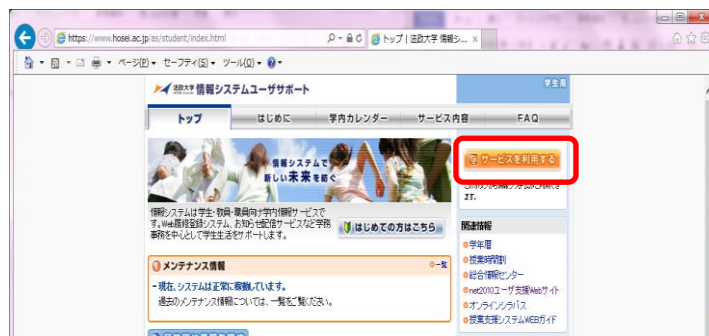 https://www.hosei.ac.jp/as/student/index.html
トップ | 法政大学 情報シ...
ページ(P) セーフティ(S) ツール(O)
法政大学 情報システムユーザサポート
学生用
トップ はじめに 学内カレンダー サービス内容 FAQ
情報システムで
新しい未来を紡ぐ
サービスを利用する
ます。
情報システムは学生・教員・職員向け学内情報サービスで
す。Web履修登録システム、お知らせ配信サービスなど学務
事務を中心として学生生活をサポートします。
はじめての方はこちら
関連情報
学年暦
授業時間割
総合情報センター
net2010ユーザ支援Webサイト
オンラインシラバス
授業支援システムWEBガイド
メンテナンス情報
一覧
現在、システムは正常に稼働しています。
過去のメンテナンス情報については、一覧をご覧ください。